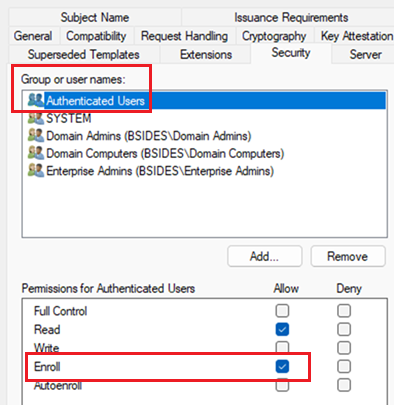 Subject Name Issuance Requirements
General Compatibility Request Handling Cryptography Key Attestation
Superseded Templates Extensions Security Server
Group or user names:
Authenticated Users
SYSTEM
Domain Admins (BSIDES\Domain Admins)
Domain Computers (BSIDES\Domain Computers)
Enterprise Admins (BSIDES\Enterprise Admins)
Add... Remove
Permissions for Authenticated Users Allow Deny
Full Control
Read
Write
Enroll
Autoenroll